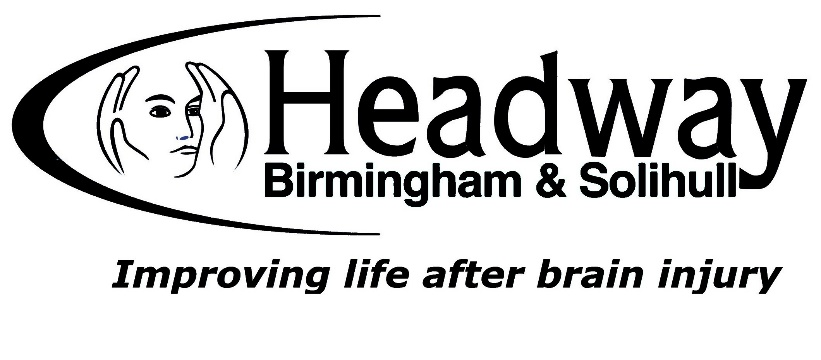 Headway
Birmingham & Solihull
Improving life after brain injury